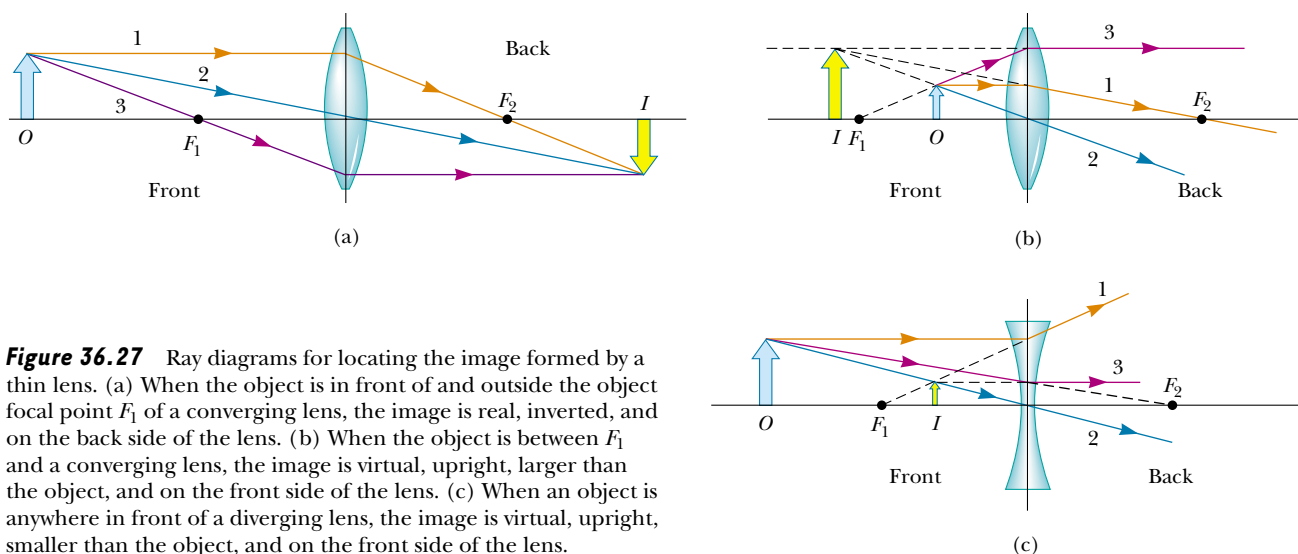 1
Back
2
3
F2
I
O
F1
Front
(a)
3
1
F2
I F1
O
2
Front
Back
(b)
1
3
F2
O
F1
I
2
Front
Back
(c)
Figure 36.27 Ray diagrams for locating the image formed by a
thin lens. (a) When the object is in front of and outside the object
focal point F1 of a converging lens, the image is real, inverted, and
on the back side of the lens. (b) When the object is between F1
and a converging lens, the image is virtual, upright, larger than
the object, and on the front side of the lens. (c) When an object is
anywhere in front of a diverging lens, the image is virtual, upright,
smaller than the object, and on the front side of the lens.